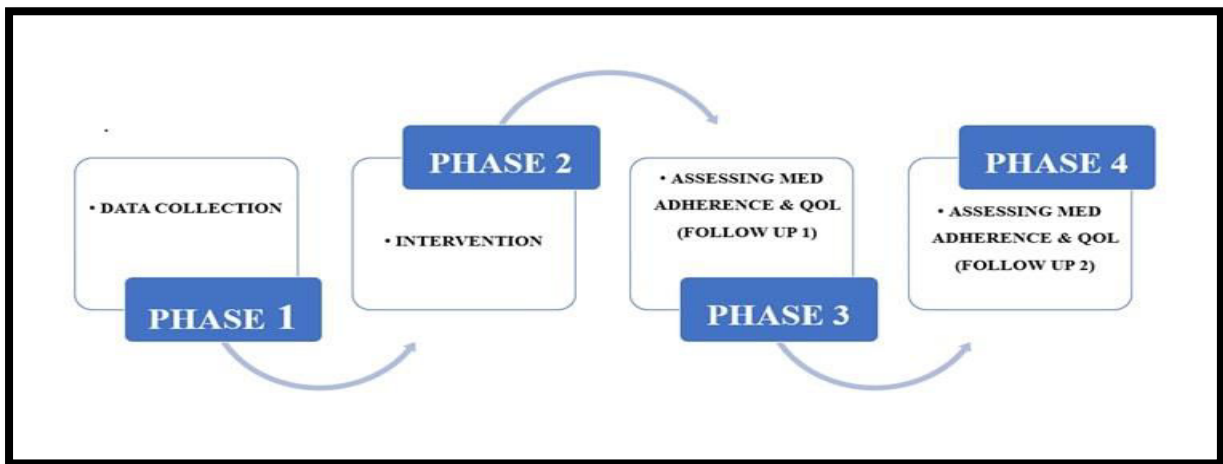 • DATA COLLECTION
PHASE 1
PHASE 2
• INTERVENTION
• ASSESSING MED
ADHERENCE & QOL
(FOLLOW UP 1)
PHASE 3
PHASE 4
• ASSESSING MED
ADHERENCE & QOL
(FOLLOW UP 2)